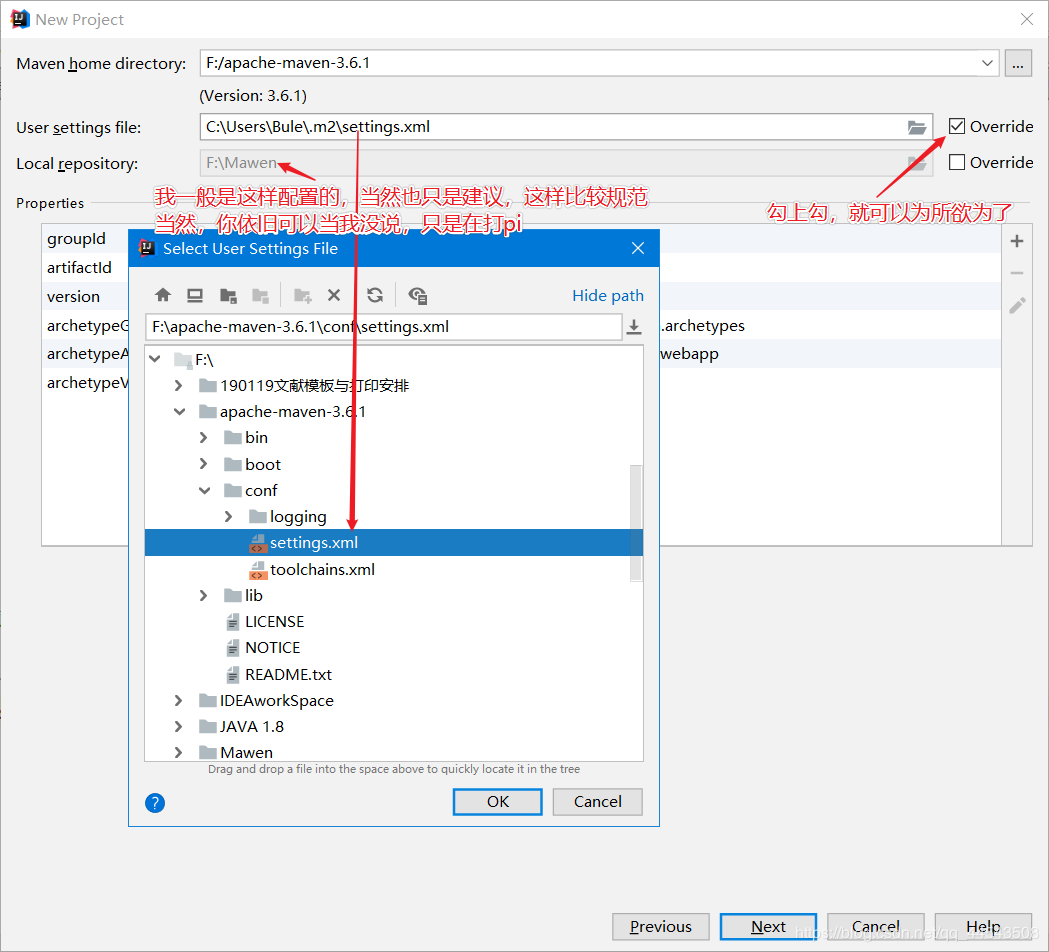 New Project
Maven home directory: F:/apache-maven-3.6.1 ...
(Version: 3.6.1)
User settings file: C:\Users\Bule\.m2\settings.xml Override
Local repository: F:\Mawen Override
我一般是这样配置的，当然也只是建议，这样比较规范
当然，你依旧可以当我没说，只是在打pi
勾上勾，就可以为所欲为了
Properties
groupId
artifactId
version
archetypeG .archetypes
archetypeA webapp
archetypeV
Select User Settings File
Hide path
F:\apache-maven-3.6.1\conf\settings.xml
F:\
190119文献模板与打印安排
apache-maven-3.6.1
bin
boot
conf
logging
settings.xml
toolchains.xml
lib
LICENSE
NOTICE
README.txt
IDEAworkSpace
JAVA 1.8
Mawen
Drag and drop a file into the space above to quickly locate it in the tree
? OK Cancel
Previous Next Cancel Help